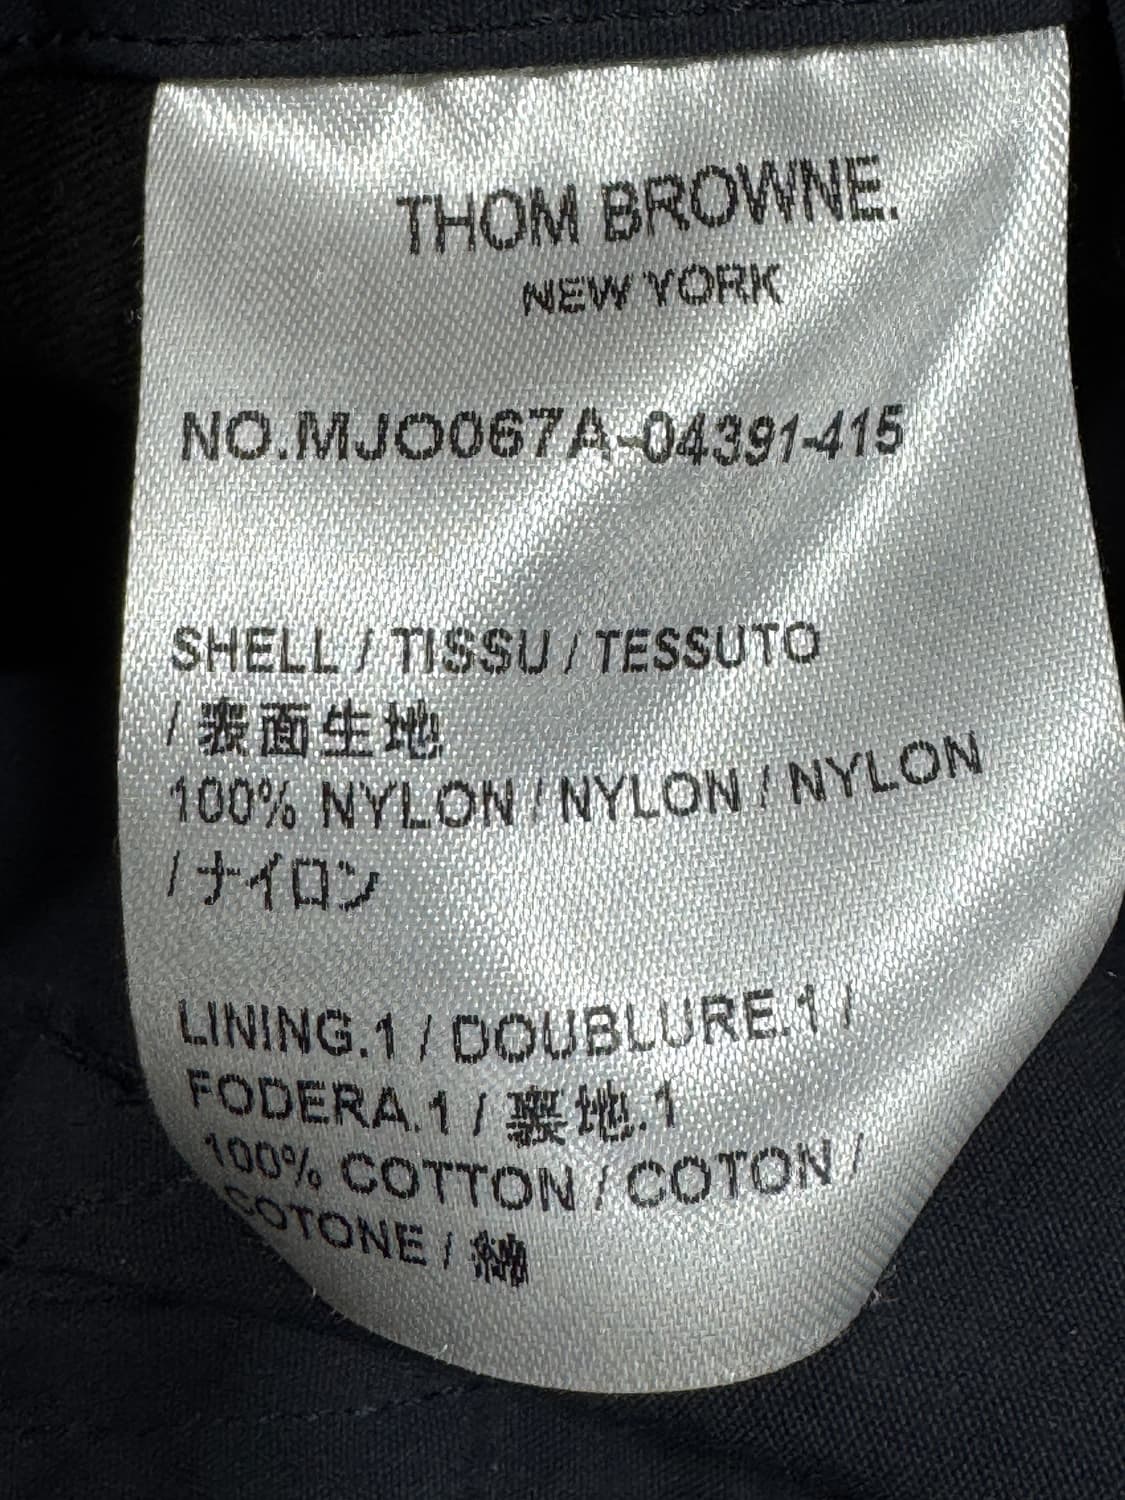 THOM BROWNE.
NEW YORK
NO.MJO067A-04391-415
SHELL / TISSU / TESSUTO
/ 表面生地
100% NYLON / NYLON / NYLON
/ ナイロン
LINING.1 / DOUBLURE.1 /
FODERA.1 / 裏地.1
100% COTTON / COTON /
COTONE / 綿